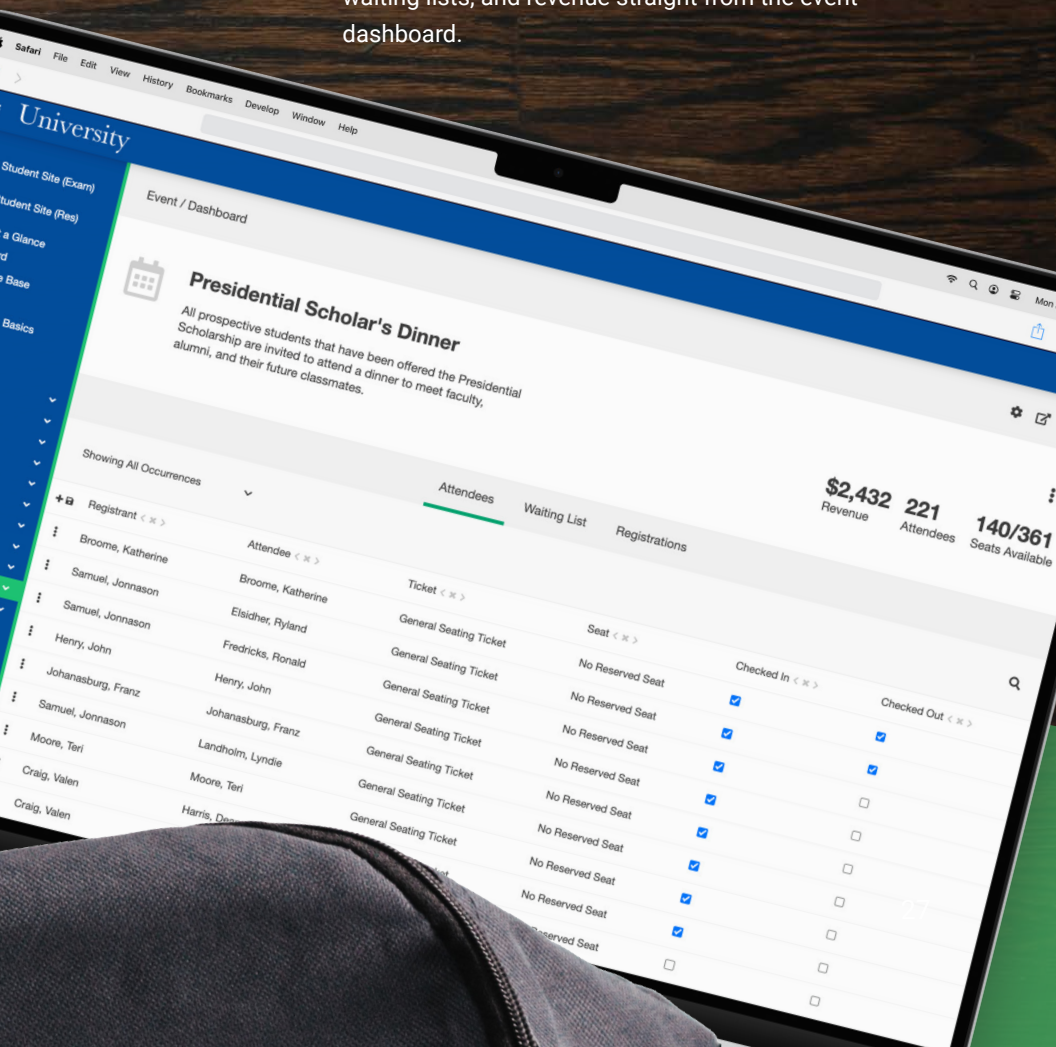 waiting lists, and revenue straight from the event
dashboard.
Safari File Edit View History Bookmarks Develop Window Help
Mon
University
Student Site (Exam)
Student Site (Res)
a Glance
Base
Basics
Event / Dashboard
Presidential Scholar's Dinner
All prospective students that have been offered the Presidential
Scholarship are invited to attend a dinner to meet faculty,
alumni, and their future classmates.
$2,432 221 140/361
Revenue Attendees Seats Available
Showing All Occurrences
Attendees Waiting List Registrations
Registrant Attendee Ticket Seat Checked In Checked Out
Broome, Katherine Broome, Katherine General Seating Ticket No Reserved Seat
Samuel, Jonnason Elsidher, Ryland General Seating Ticket No Reserved Seat
Samuel, Jonnason Fredricks, Ronald General Seating Ticket No Reserved Seat
Henry, John Henry, John General Seating Ticket No Reserved Seat
Johanasburg, Franz Johanasburg, Franz General Seating Ticket No Reserved Seat
Samuel, Jonnason Landholm, Lyndie General Seating Ticket No Reserved Seat
Moore, Teri Moore, Teri General Seating Ticket No Reserved Seat
Craig, Valen Harris, No Reserved Seat
Craig, Valen Reserved Seat